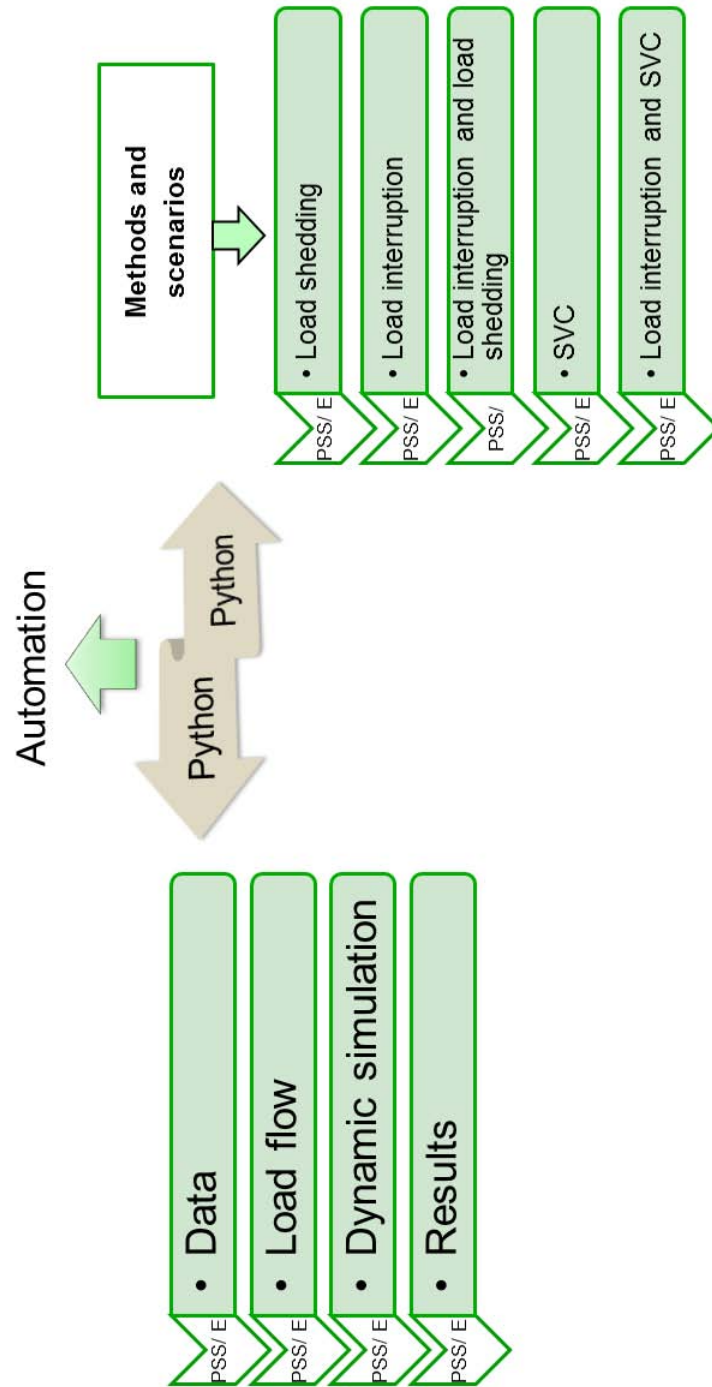 Automation
Python
Python
PSS/ E
• Data
PSS/ E
• Load flow
PSS/ E
• Dynamic simulation
PSS/ E
• Results
Methods and
scenarios
PSS/ E
• Load shedding
PSS/ E
• Load interruption
PSS/
• Load interruption and load
shedding
PSS/ E
• SVC
PSS/ E
• Load interruption and SVC